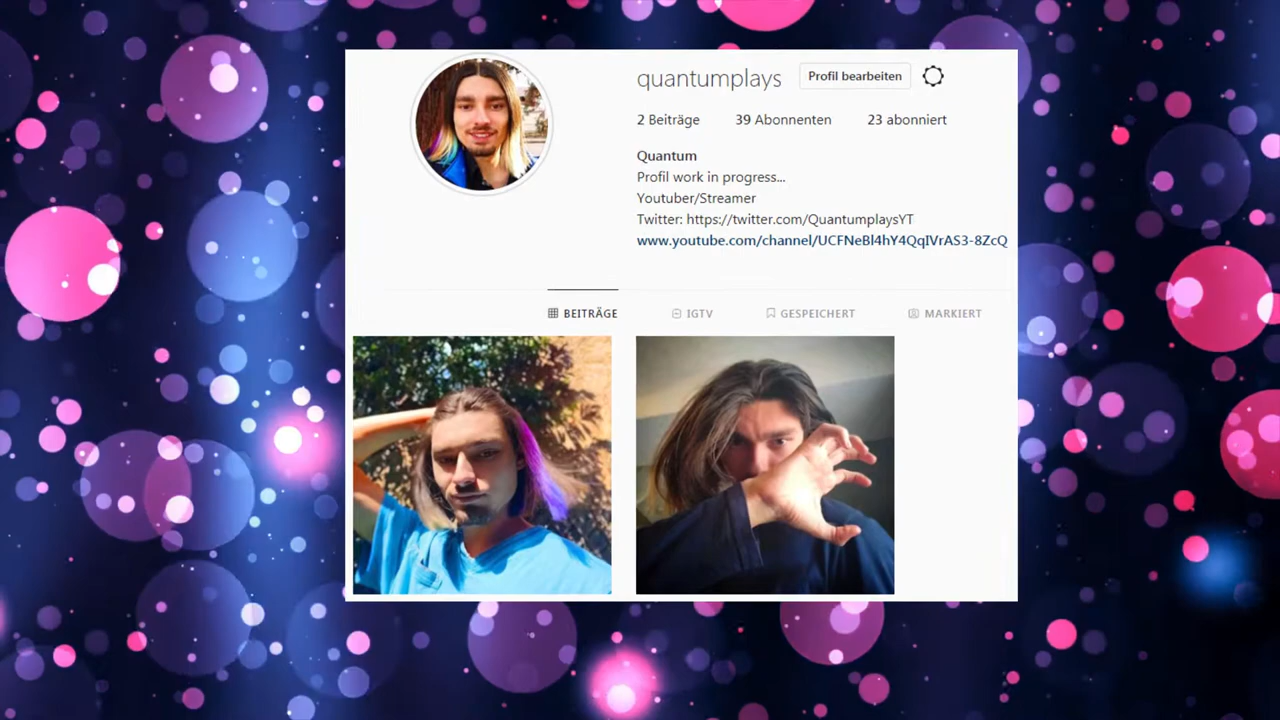 quantumplays Profil bearbeiten
2 Beiträge 39 Abonnenten 23 abonniert
Quantum
Profil work in progress...
Youtuber/Streamer
Twitter: https://twitter.com/QuantumplaysYT
www.youtube.com/channel/UCFNeBl4hY4QqIVrAS3-8ZcQ
BEITRÄGE IGTV GESPEICHERT MARKIERT